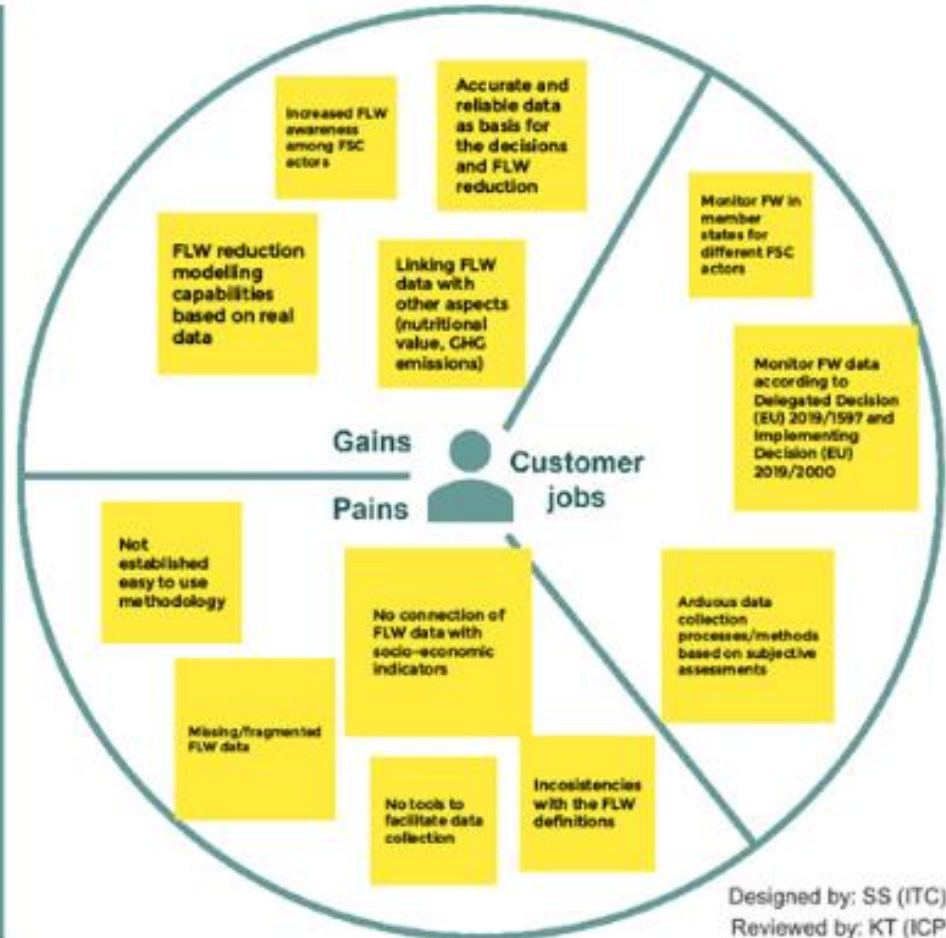 Increased FLW
awareness
among FSC
actors
Accurate and
reliable data
as basis for
the decisions
and FLW
reduction
FLW reduction
modelling
capabilities
based on real
data
Linking FLW
data with
other aspects
(nutritional
value, GHG
emissions)
Monitor FW in
member
states for
different FSC
actors
Monitor FW data
according to
Delegated Decision
(EU) 2019/1597 and
Implementing
Decision (EU)
2019/2000
Gains
Pains
Customer
jobs
Not
established
easy to use
methodology
No connection of
FLW data with
socio-economic
indicators
Arduous data
collection
processes/methods
based on subjective
assessments
Missing/fragmented
FLW data
No tools to
facilitate data
collection
Incosistencies
with the FLW
definitions
Designed by: SS (ITC)
Reviewed by: KT (ICP